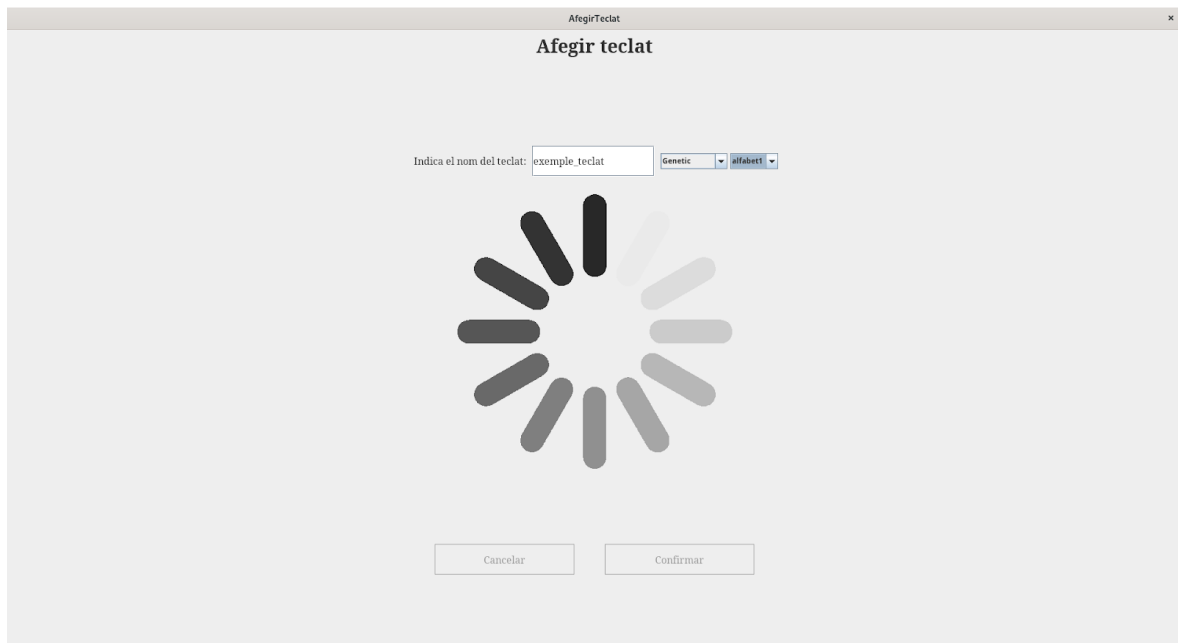 AfegirTeclat ×
Afegir teclat
Indica el nom del teclat: exemple_teclat Genetic alfabet1
Cancelar Confirmar